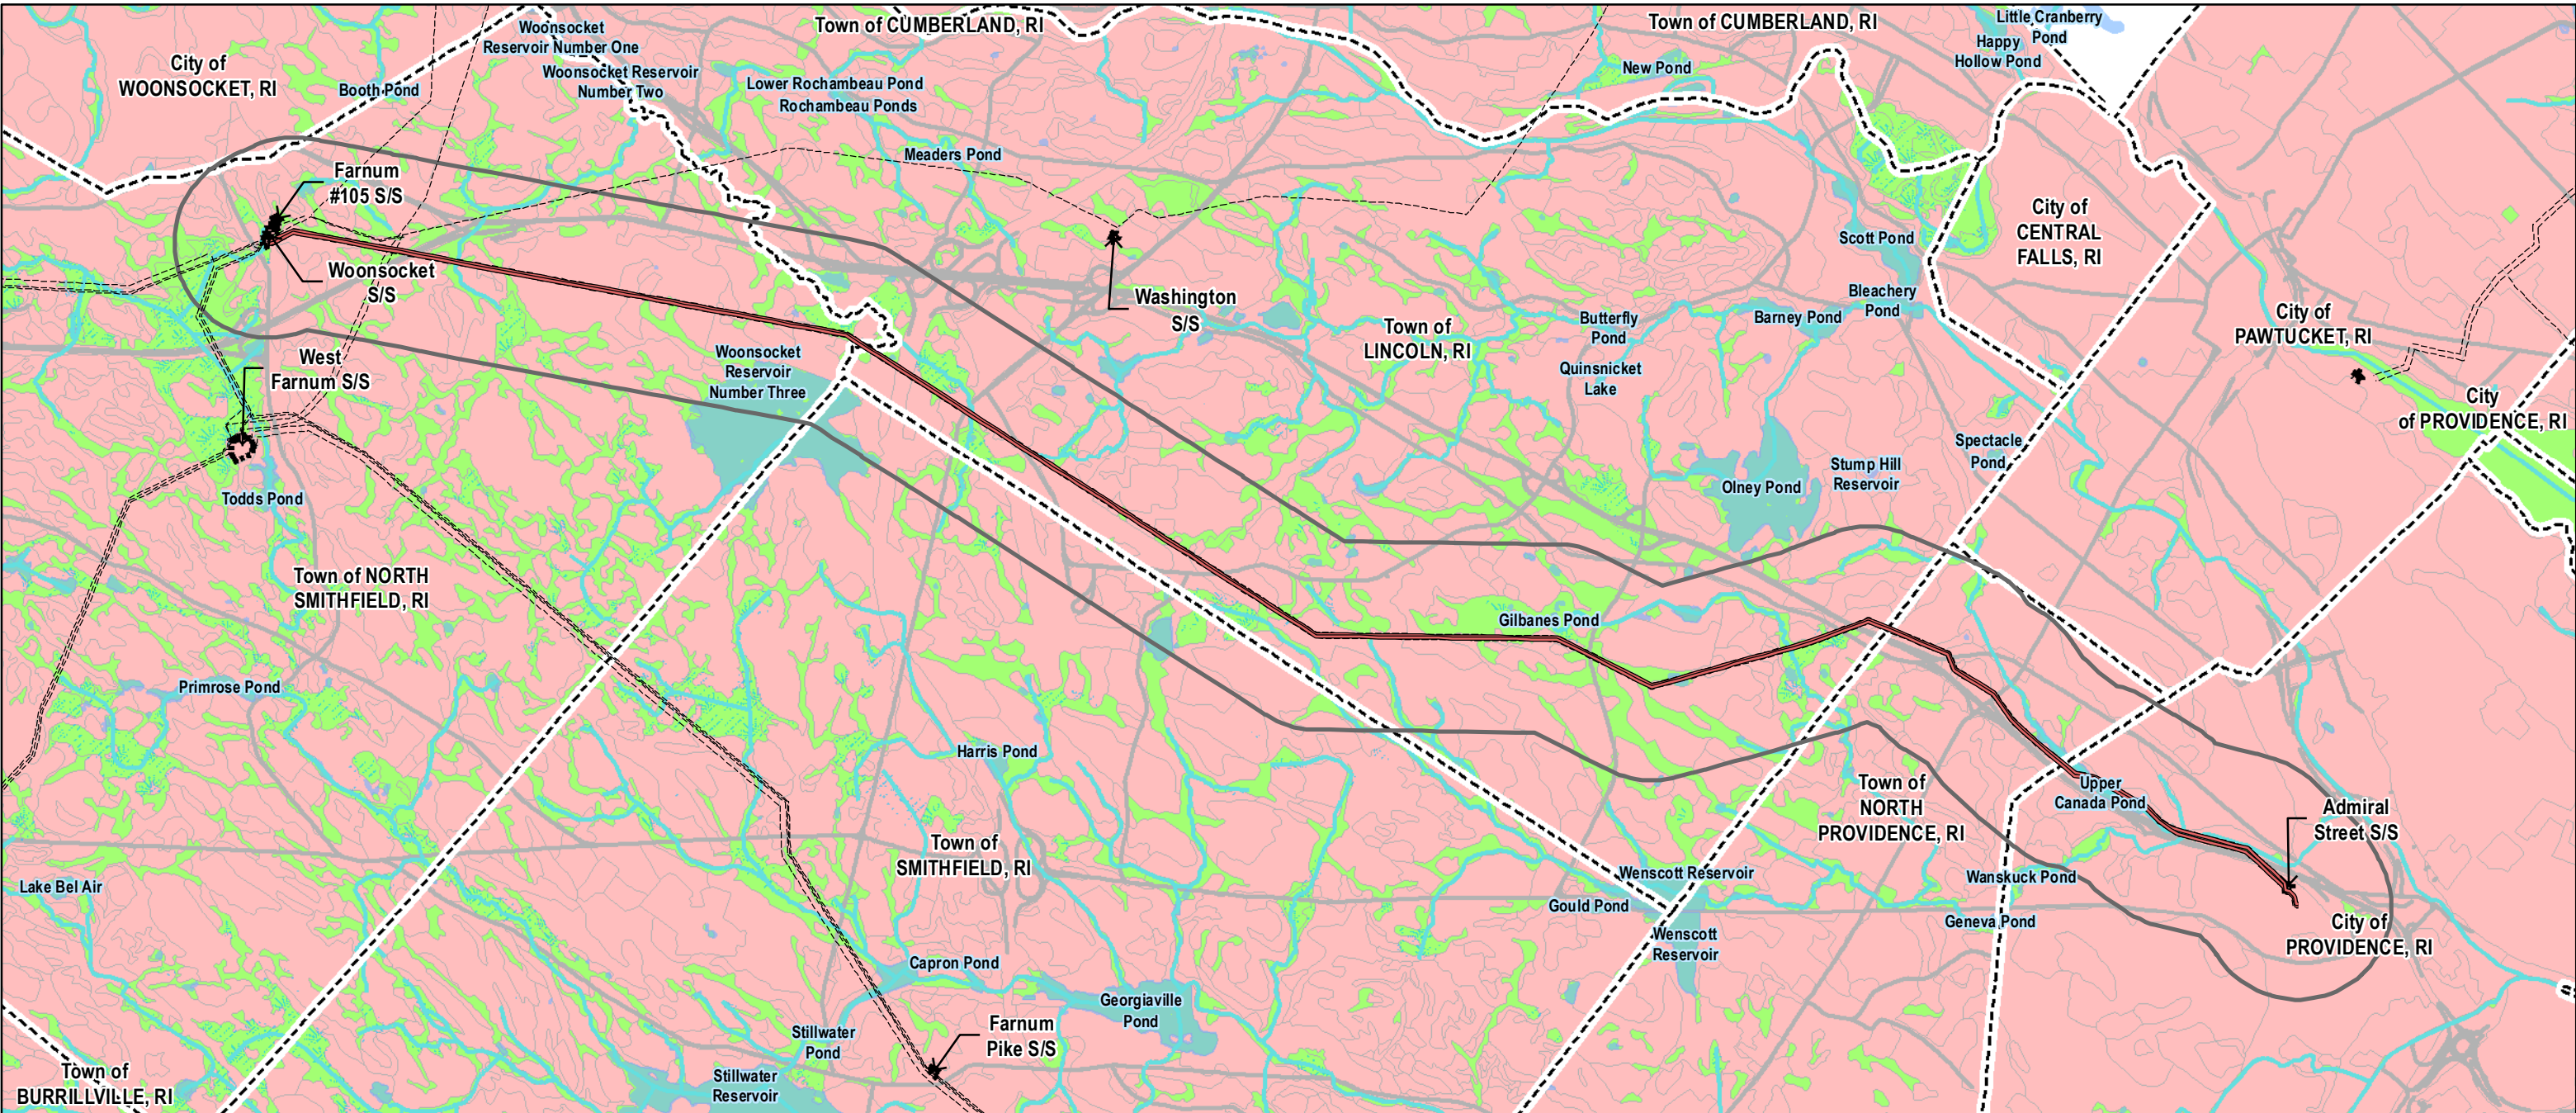 Town of CUMBERLAND, RI
Town of CUMBERLAND, RI
Little Cranberry
Pond
Happy
Hollow Pond
Woonsocket
Reservoir Number One
Woonsocket Reservoir
Number Two
City of
WOONSOCKET, RI
Booth Pond
Lower Rochambeau Pond
Rochambeau Ponds
New Pond
Meaders Pond
Farnum
#105 S/S
Woonsocket
S/S
West
Farnum S/S
Washington
S/S
Town of
LINCOLN, RI
Scott Pond
City of
CENTRAL
FALLS, RI
Bleachery
Pond
Barney Pond
Butterfly
Pond
Quinsnicket
Lake
City of
PAWTUCKET, RI
City
of PROVIDENCE, RI
Woonsocket
Reservoir
Number Three
Spectacle
Pond
Stump Hill
Reservoir
Olney Pond
Todds Pond
Town of NORTH
SMITHFIELD, RI
Gilbanes Pond
Primrose Pond
Harris Pond
Town of
NORTH
PROVIDENCE, RI
Upper
Canada Pond
Admiral
Street S/S
Town of
SMITHFIELD, RI
Lake Bel Air
Wenscott Reservoir
Gould Pond
Wenscott
Reservoir
Wanskuck Pond
Geneva Pond
City of
PROVIDENCE, RI
Capron Pond
Georgiaville
Pond
Farnum
Pike S/S
Stillwater
Pond
Stillwater
Reservoir
Town of
BURRILLVILLE, RI